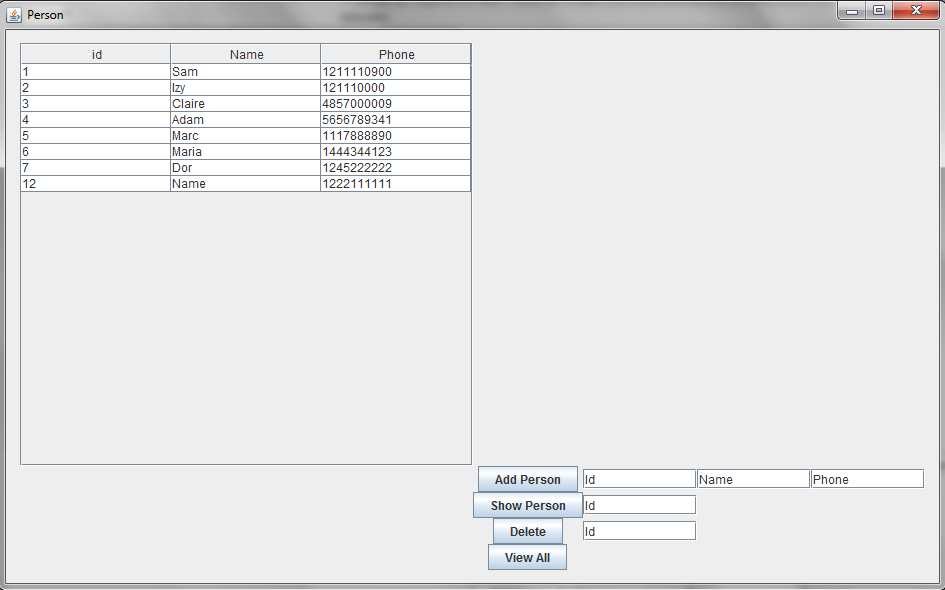 Person
id Name Phone
1 Sam 1211110900
2 Izy 121110000
3 Claire 4857000009
4 Adam 5656789341
5 Marc 1117888890
6 Maria 1444344123
7 Dor 1245222222
12 Name 1222111111
Add Person Id Name Phone
Show Person Id
Delete Id
View All